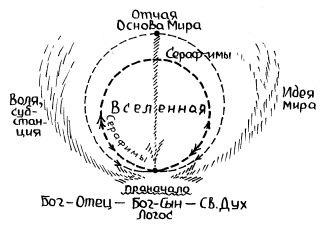 Отчая
Основа Мира
Серафимы
Воля,
суб-
стан-
ция
Вселенная
Идея
мира
Серафимы
праначала
Бог-Отец — Бог-Сын — Св. Дух
Логос